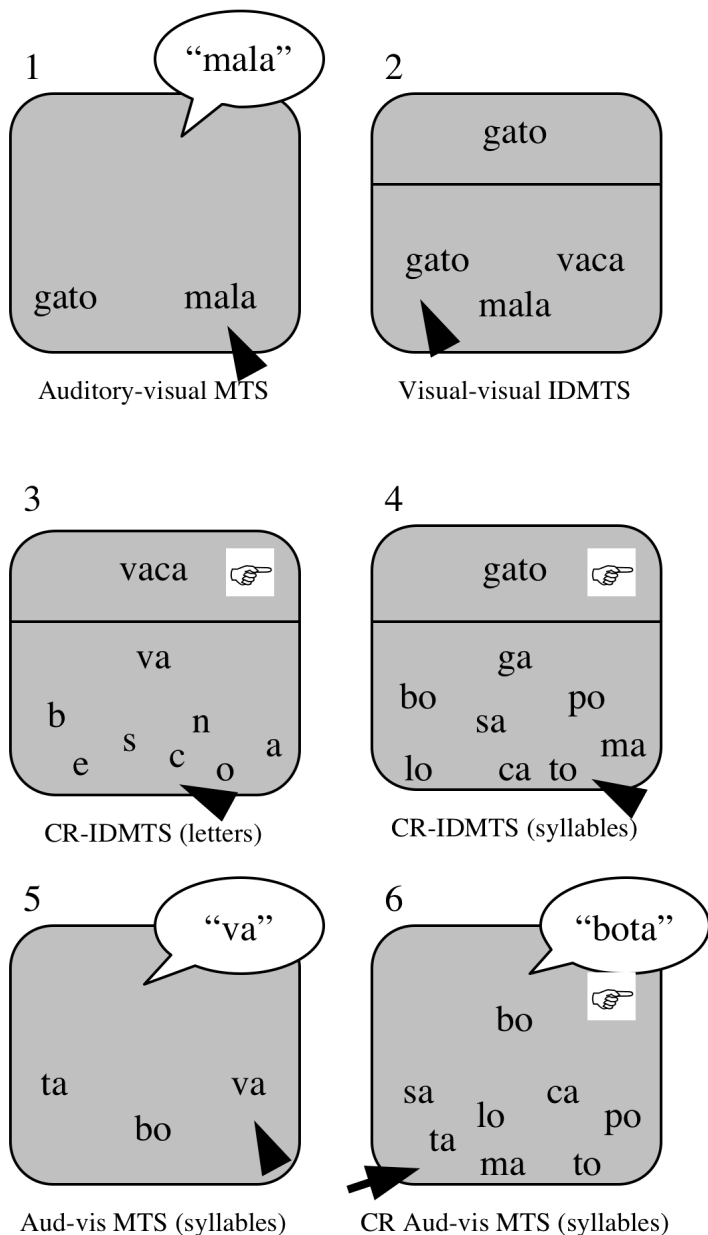 1
“mala”
gato mala
Auditory-visual MTS
2
gato
gato vaca
mala
Visual-visual IDMTS
3
vaca
va
b n
s a
e c o
CR-IDMTS (letters)
4
gato
ga
bo po
sa
ma
lo ca to
CR-IDMTS (syllables)
5
“va”
ta va
bo
Aud-vis MTS (syllables)
6
“bota”
bo
sa ca
lo po
ta
ma to
CR Aud-vis MTS (syllables)